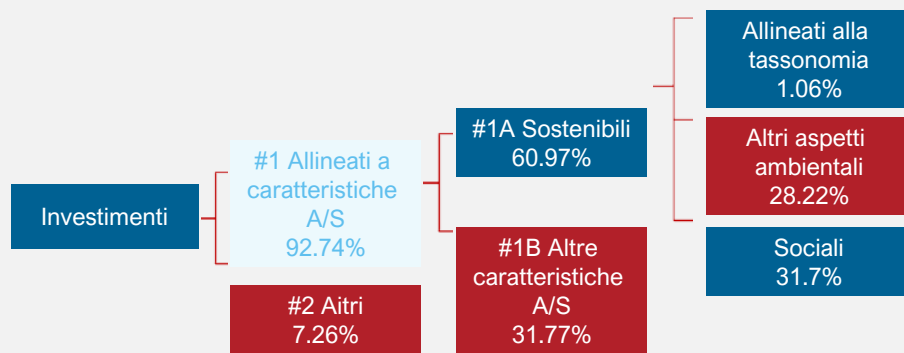 Investimenti
#1 Allineati a
caratteristiche
A/S
92.74%
#2 Aitri
7.26%
#1A Sostenibili
60.97%
#1B Altre
caratteristiche
A/S
31.77%
Allineati alla
tassonomia
1.06%
Altri aspetti
ambientali
28.22%
Sociali
31.7%